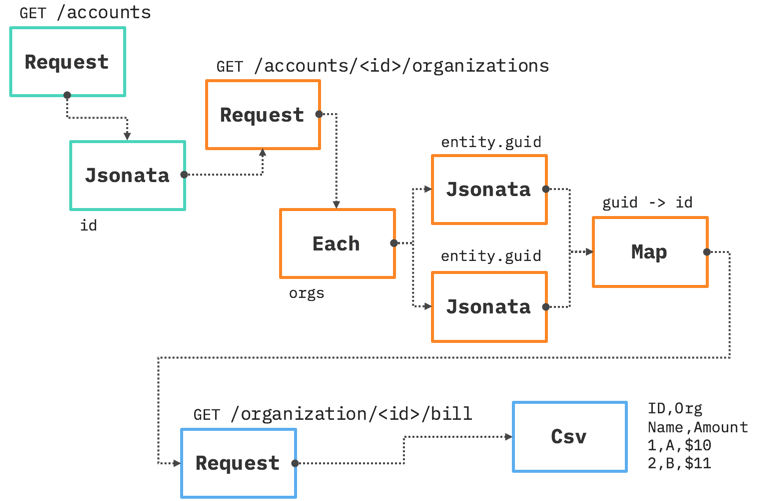 GET /accounts
Request
GET /accounts/<id>/organizations
Request
Jsonata
id
entity.guid
Jsonata
guid -> id
Each
orgs
Map
entity.guid
Jsonata
GET /organization/<id>/bill
Request
Csv
ID,Org
Name,Amount
1,A,$10
2,B,$11